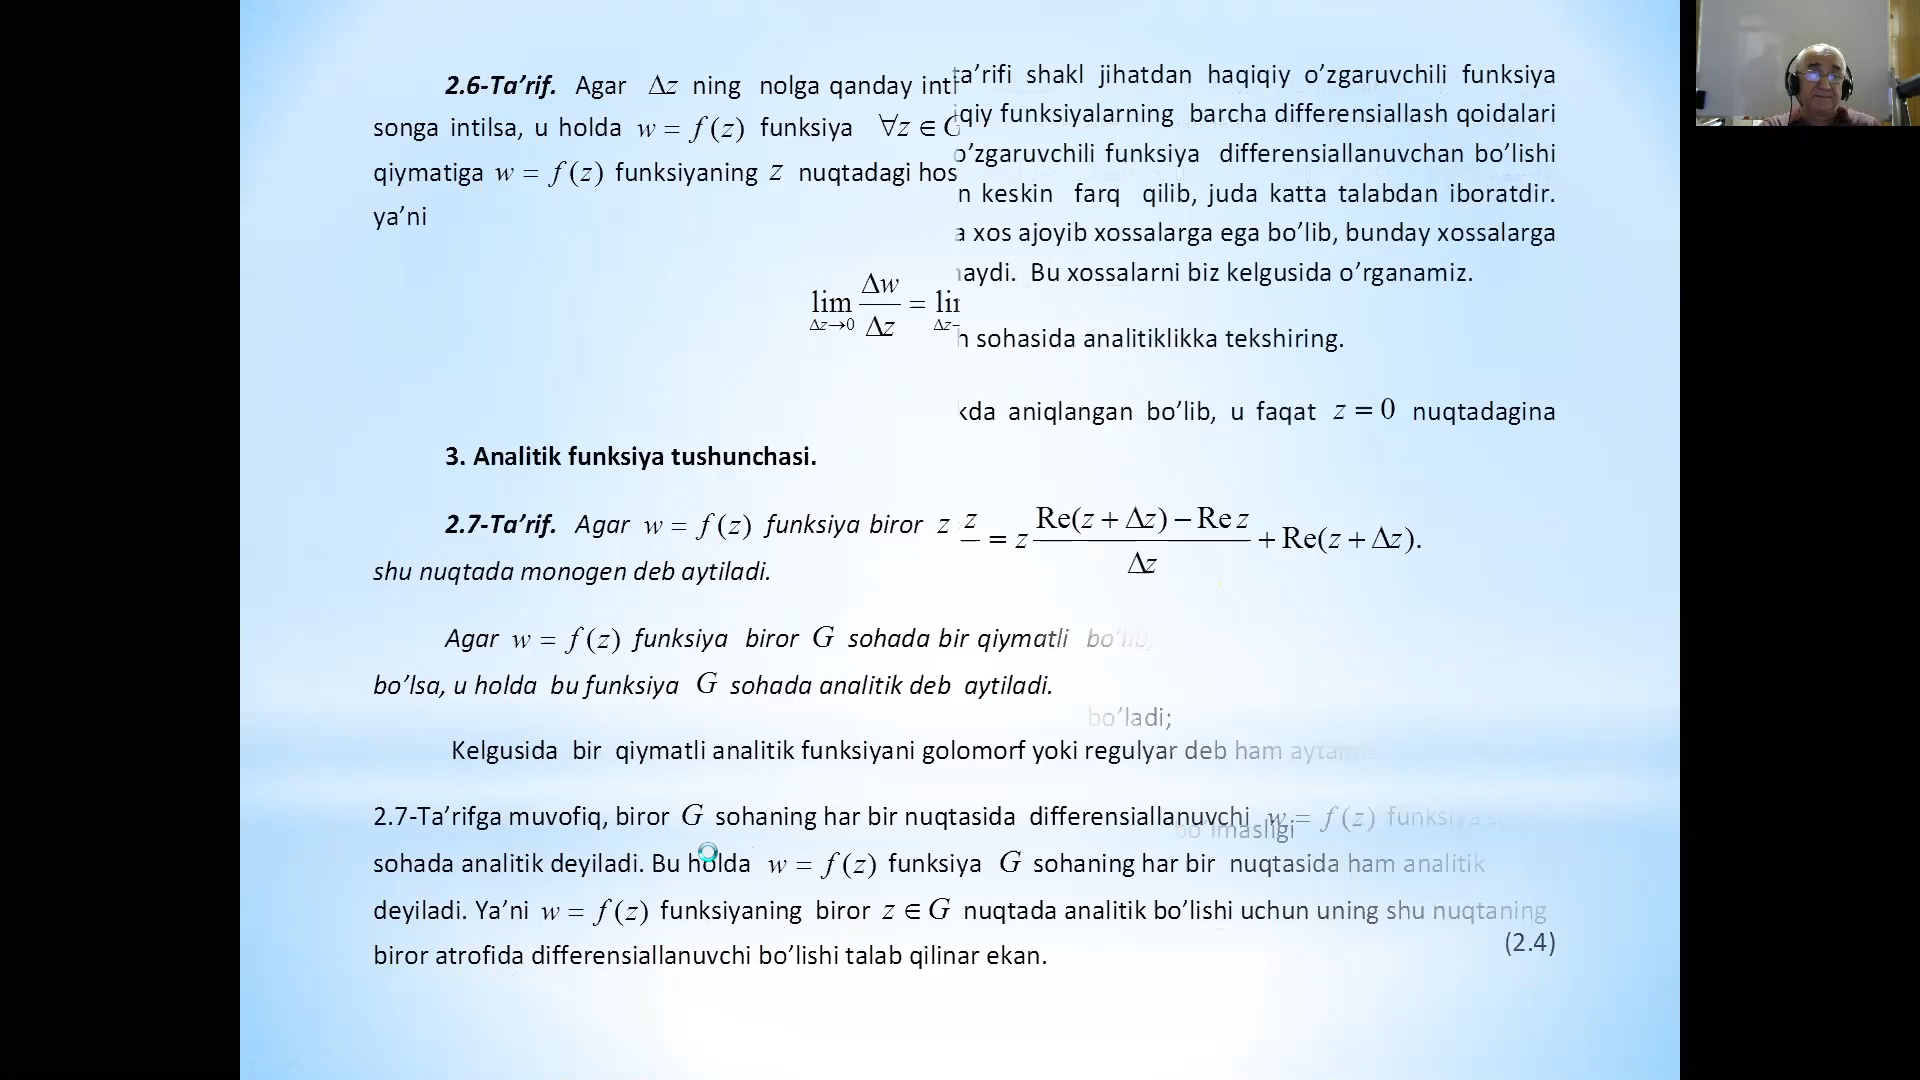 2.6-Ta’rif. Agar Δz ning nolga qanday inti
songa intilsa, u holda w = f(z) funksiya ∀z ∈ G
qiymatiga w = f(z) funksiyaning z nuqtadagi hos
ya’ni
lim Δz→0 Δw/Δz = lim Δz→
3. Analitik funksiya tushunchasi.
2.7-Ta’rif. Agar w = f(z) funksiya biror z
shu nuqtada monogen deb aytiladi.
Agar w = f(z) funksiya biror G sohada bir qiymatli bo’lib,
bo’lsa, u holda bu funksiya G sohada analitik deb aytiladi.
Kelgusida bir qiymatli analitik funksiyani golomorf yoki regulyar deb ham
2.7-Ta’rifga muvofiq, biror G sohaning har bir nuqtasida differensiallanuvchi w = f(z) funksiya
sohada analitik deyiladi. Bu holda w = f(z) funksiya G sohaning har bir nuqtasida ham analitik
deyiladi. Ya’ni w = f(z) funksiyaning biror z ∈ G nuqtada analitik bo’lishi uchun uning shu nuqtaning
biror atrofida differensiallanuvchi bo’lishi talab qilinar ekan.
ta’rifi shakl jihatdan haqiqiy o’zgaruvchili funksiya
iqiy funksiyalarning barcha differensiallash qoidalari
o’zgaruvchili funksiya differensiallanuvchan bo’lishi
n keskin farq qilib, juda katta talabdan iboratdir.
a xos ajoyib xossalarga ega bo’lib, bunday xossalarga
aydi. Bu xossalarni biz kelgusida o’rganamiz.
h sohasida analitiklikka tekshiring.
kda aniqlangan bo’lib, u faqat z = 0 nuqtadagina
z = z (Re(z + Δz) − Re z)/Δz + Re(z + Δz).
bo’ladi;
bo’lmasligi
(2.4)